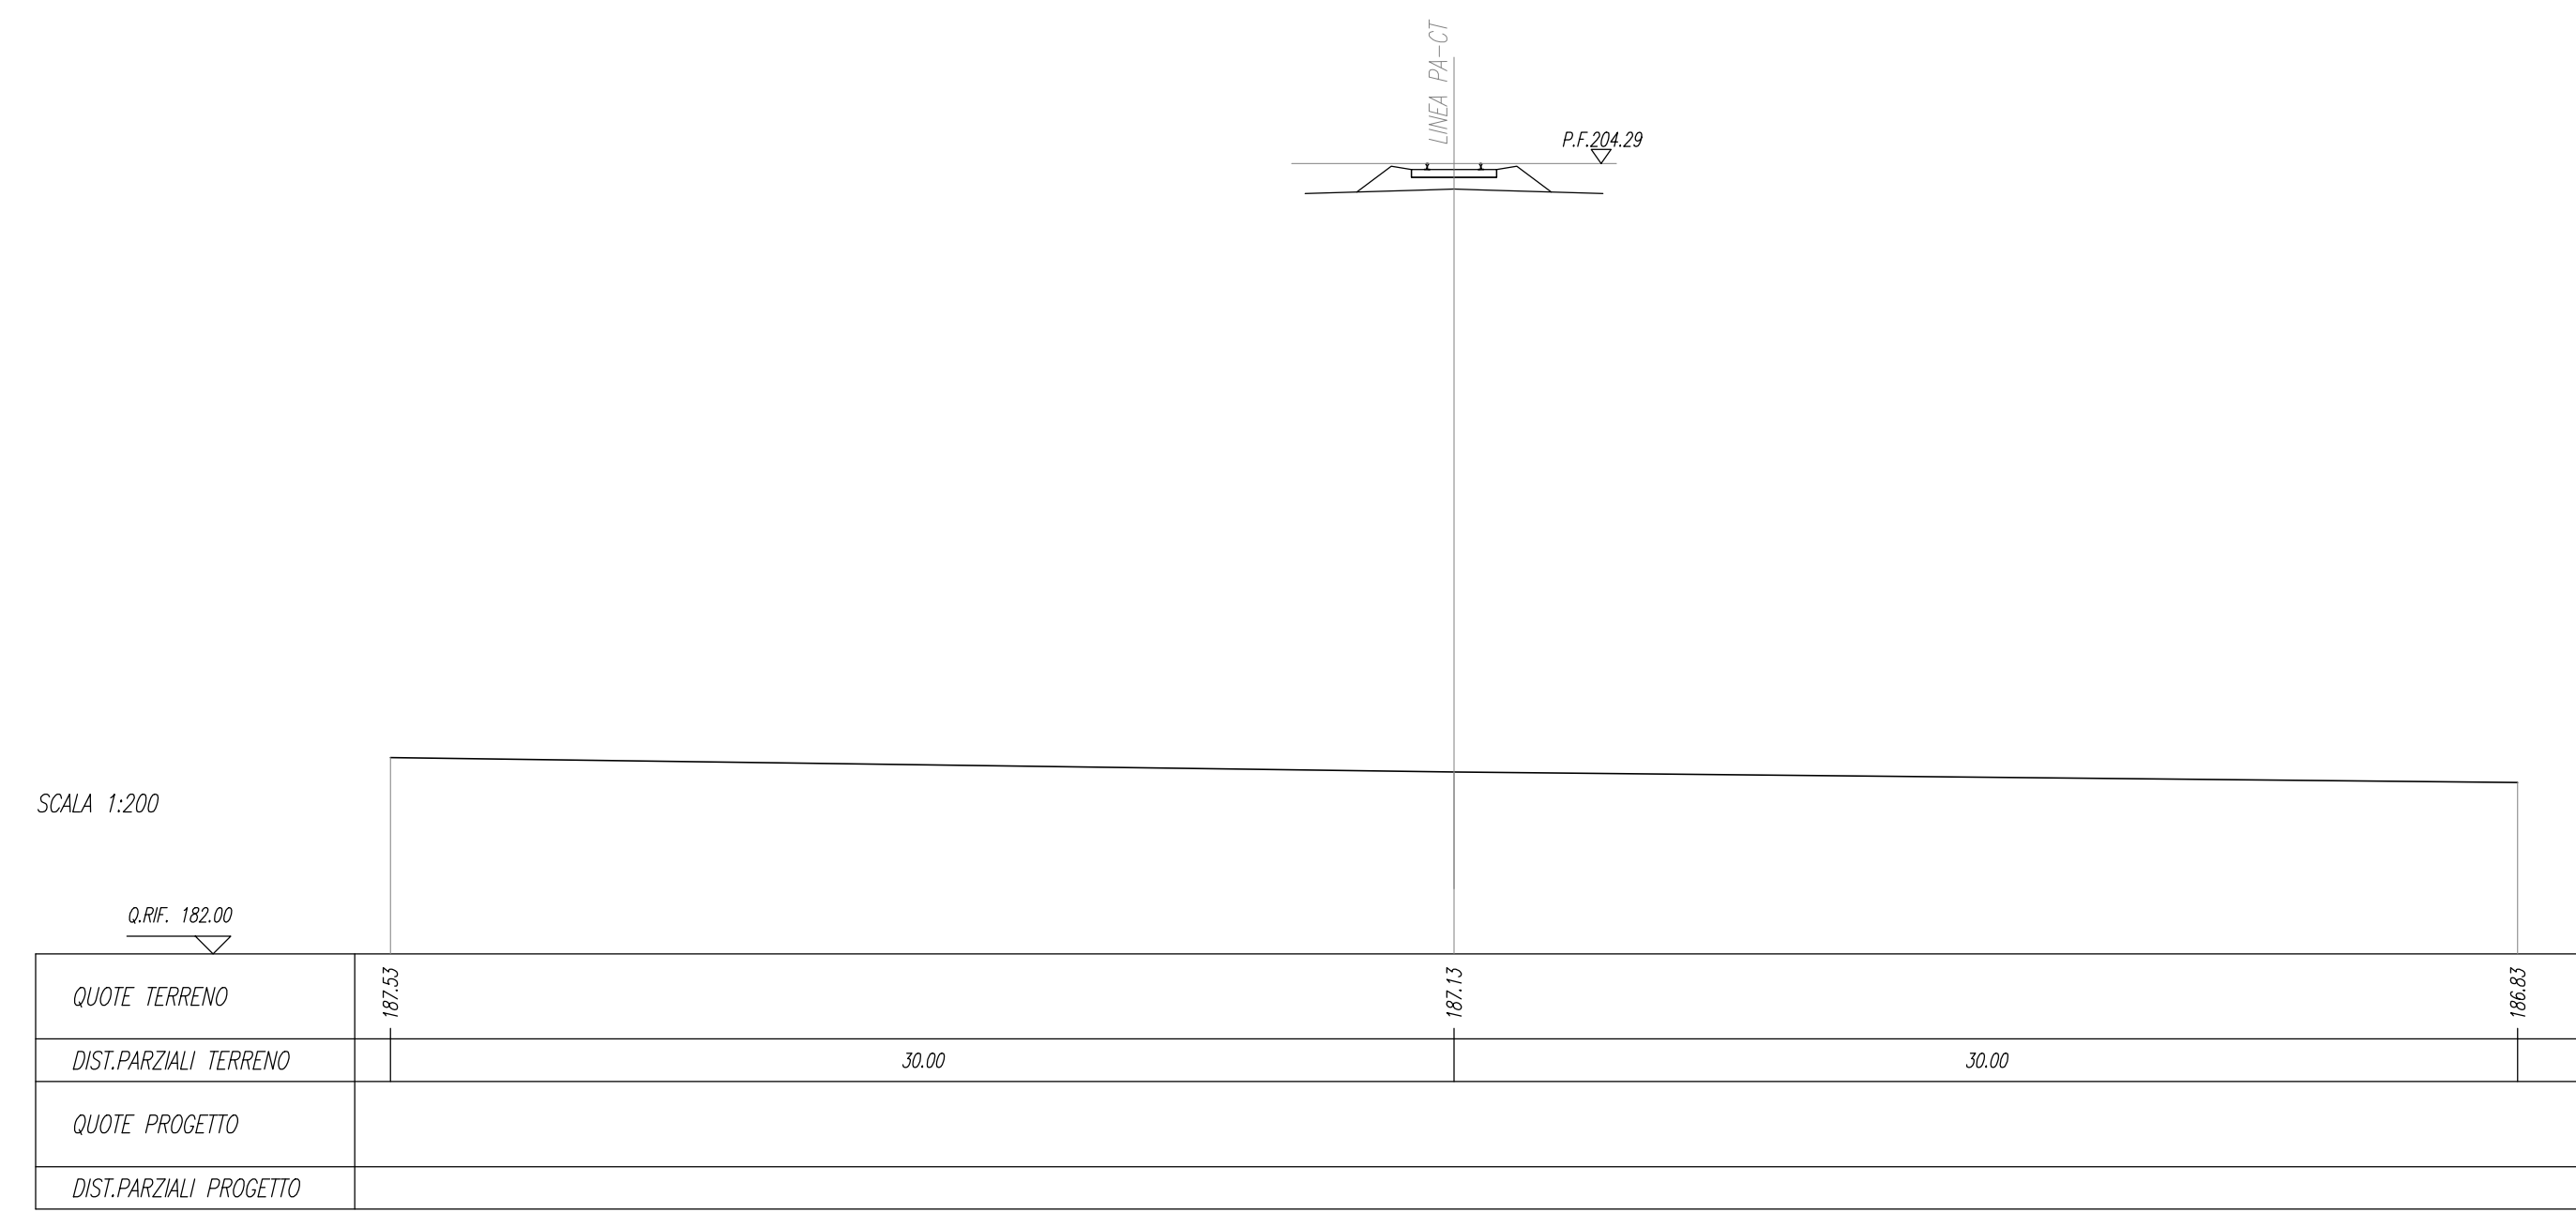 LINEA PA-CT
P.F.204.29
SCALA 1:200
Q.RIF. 182.00
QUOTE TERRENO
187.53
187.13
186.83
DIST.PARZIALI TERRENO
30.00
30.00
QUOTE PROGETTO
DIST.PARZIALI PROGETTO